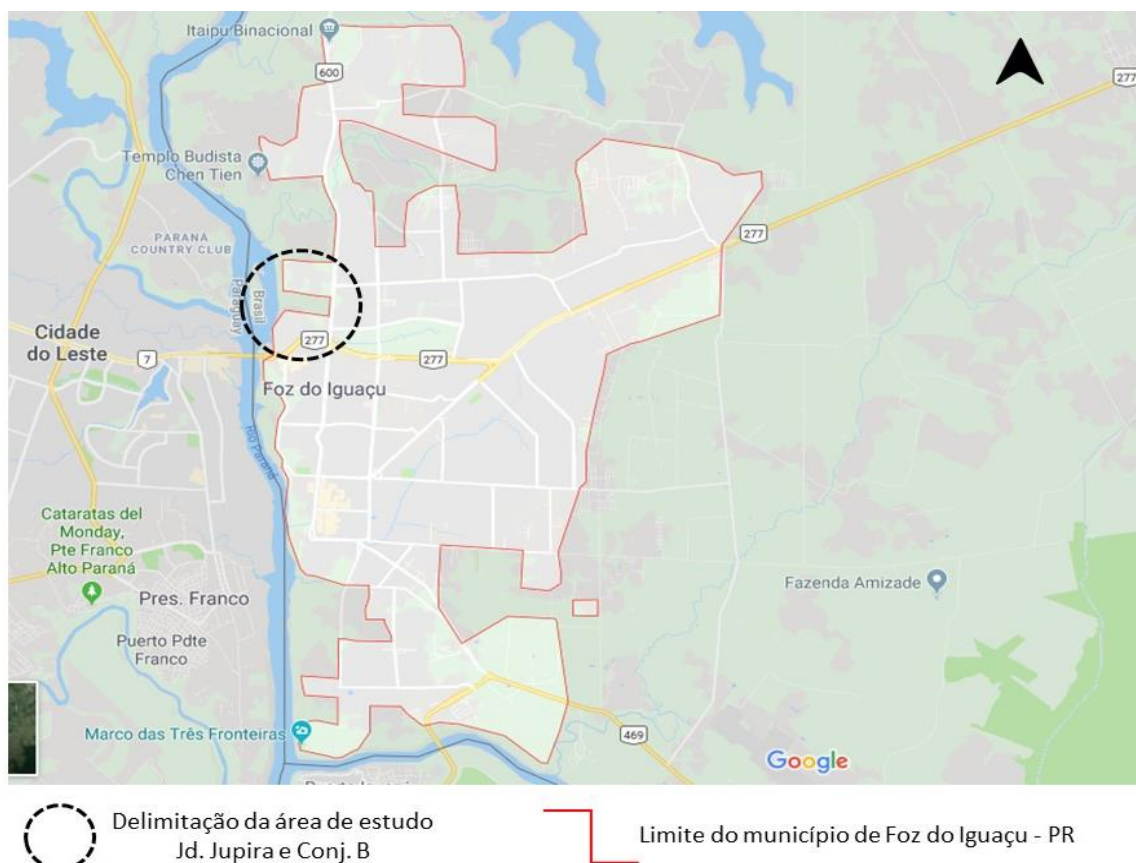 Itaipu Binacional
600
277
Templo Budista
Chen Tien
PARANÁ
COUNTRY CLUB
277
Brasil
Paraguay
Cidade
do Leste
7
277
277
Foz do Iguaçu
Rio Paraná
Cataratas del
Monday,
Pte Franco
Alto Paraná
Pres. Franco
Fazenda Amizade
Puerto Pdte
Franco
Marco das Três Fronteiras
469
Google
Delimitação da área de estudo
Jd. Jupira e Conj. B
Limite do município de Foz do Iguaçu - PR